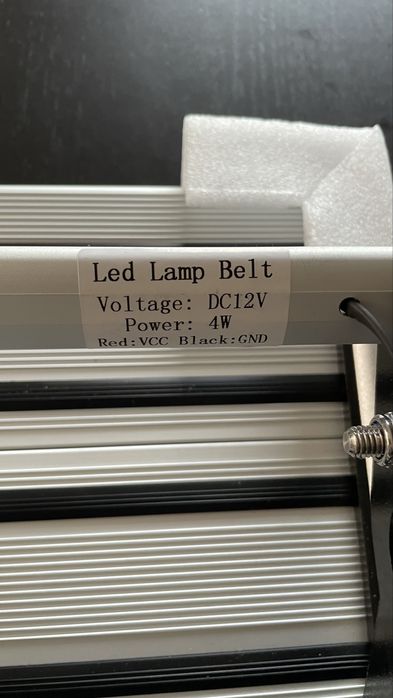 Led Lamp Belt
Voltage: DC12V
Power: 4W
Red:VCC Black:GND